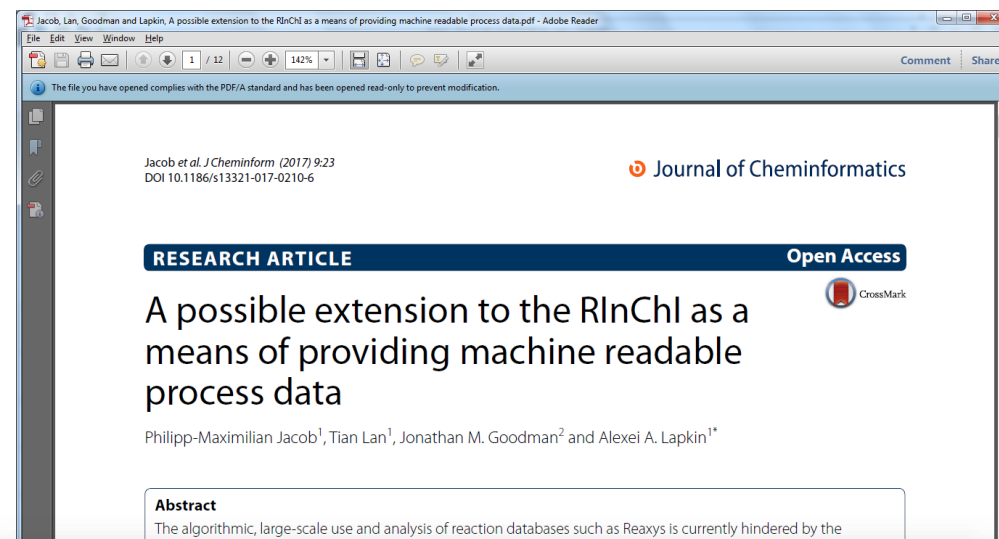 Jacob, Lan, Goodman and Lapkin, A possible extension to the RInChI as a means of providing machine readable process data.pdf - Adobe Reader
File Edit View Window Help
1 / 12 142% Comment Share
The file you have opened complies with the PDF/A standard and has been opened read-only to prevent modification.
Jacob et al. J Cheminform (2017) 9:23
DOI 10.1186/s13321-017-0210-6
Journal of Cheminformatics
RESEARCH ARTICLE Open Access
CrossMark
A possible extension to the RInChI as a
means of providing machine readable
process data
Philipp-Maximilian Jacob1, Tian Lan1, Jonathan M. Goodman2 and Alexei A. Lapkin1*
Abstract
The algorithmic, large-scale use and analysis of reaction databases such as Reaxys is currently hindered by the